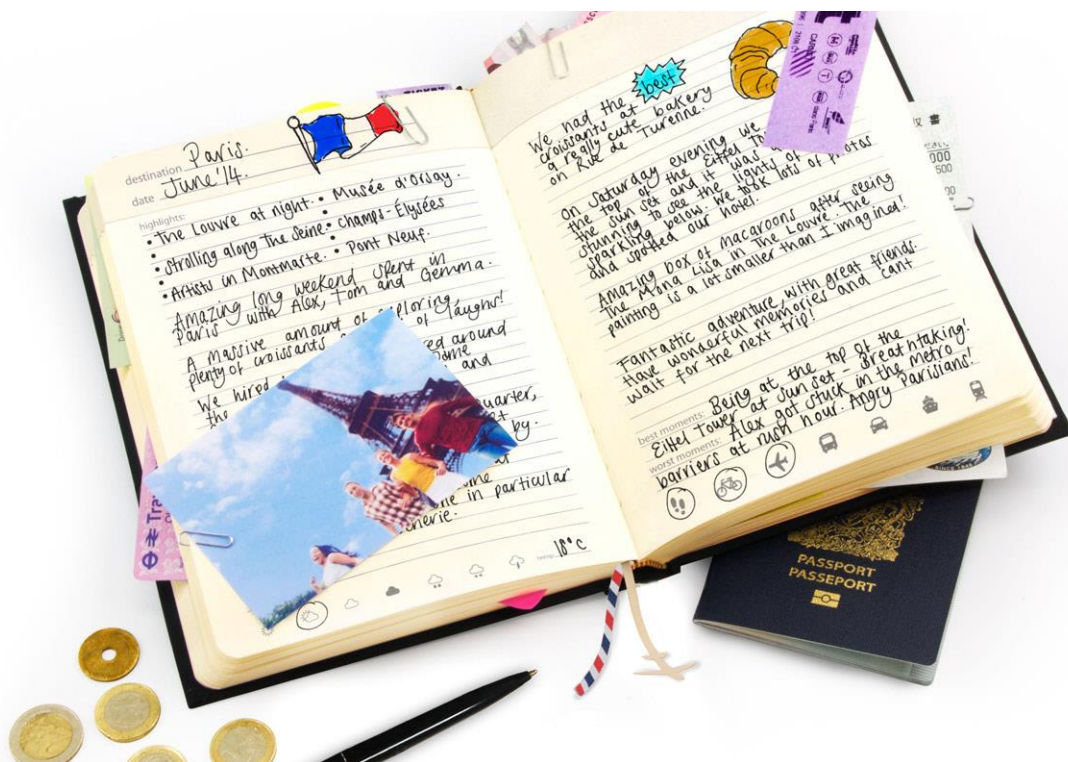 destination Paris.
date June '14.
highlights:
• The Louvre at night. • Musée d'Orsay.
• Strolling along the Seine. • Champs-Élysées
• Artists in Montmarte. • Pont Neuf.
Amazing long weekend spent in
Paris with Alex, Tom and Gemma.
A massive amount of exploring,
plenty of croissants of laughs!
We hired around
the and
quarter,
by.
in particular
18°C
We had the best
croissants at
a really cute bakery
on Rue de Turenne.
On Saturday evening we
the top of the Eiffel
the sun set and it was
stunning to see the lights of
sparkling below. We took lots of photos
and spotted our hotel.
Amazing box of macaroons after seeing
The Mona Lisa in The Louvre. The
painting is a lot smaller than I imagined!
Fantastic adventure, with great friends.
Have wonderful memories and cant
wait for the next trip!
best moments: Being at the top of the
Eiffel Tower at sunset - Breathtaking!
worst moments: Alex got stuck in the metro
barriers at rush hour. Angry Parisians!
PASSPORT
PASSEPORT